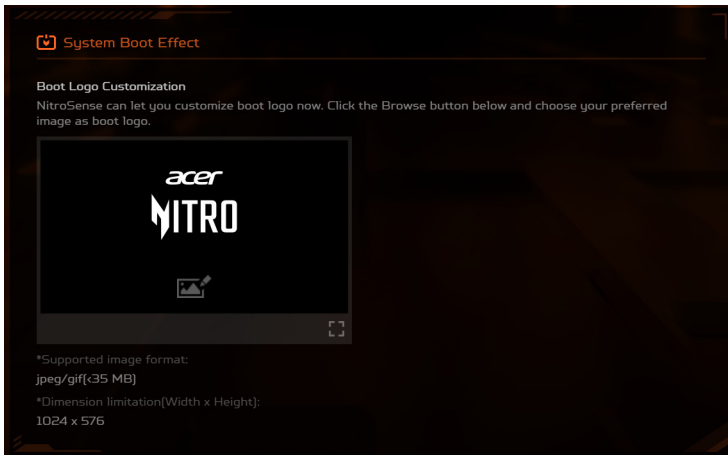 System Boot Effect
Boot Logo Customization
NitroSense can let you customize boot logo now. Click the Browse button below and choose your preferred
image as boot logo.
acer
NITRO
*Supported image format:
jpeg/gif(<35 MB)
*Dimension limitation(Width x Height):
1024 x 576